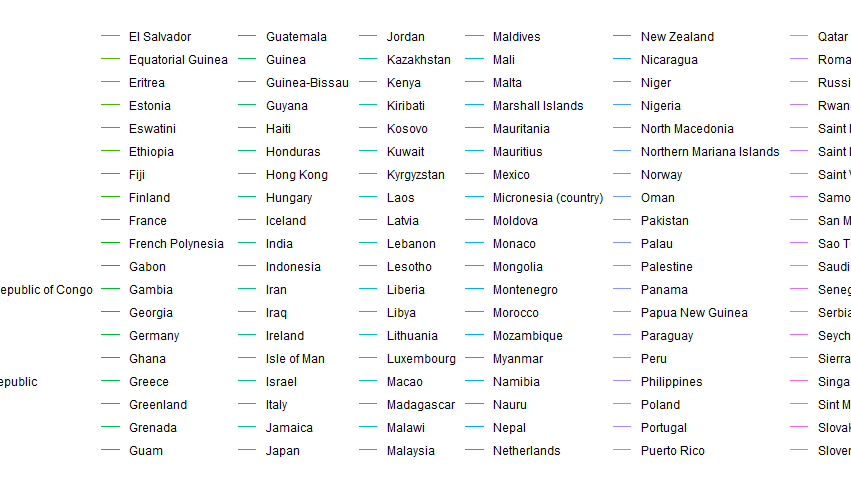 epublic of Congo
epublic
El Salvador
Equatorial Guinea
Eritrea
Estonia
Eswatini
Ethiopia
Fiji
Finland
France
French Polynesia
Gabon
Gambia
Georgia
Germany
Ghana
Greece
Greenland
Grenada
Guam
Guatemala
Guinea
Guinea-Bissau
Guyana
Haiti
Honduras
Hong Kong
Hungary
Iceland
India
Indonesia
Iran
Iraq
Ireland
Isle of Man
Israel
Italy
Jamaica
Japan
Jordan
Kazakhstan
Kenya
Kiribati
Kosovo
Kuwait
Kyrgyzstan
Laos
Latvia
Lebanon
Lesotho
Liberia
Libya
Lithuania
Luxembourg
Macao
Madagascar
Malawi
Malaysia
Maldives
Mali
Malta
Marshall Islands
Mauritania
Mauritius
Mexico
Micronesia (country)
Moldova
Monaco
Mongolia
Montenegro
Morocco
Mozambique
Myanmar
Namibia
Nauru
Nepal
Netherlands
New Zealand
Nicaragua
Niger
Nigeria
North Macedonia
Northern Mariana Islands
Norway
Oman
Pakistan
Palau
Palestine
Panama
Papua New Guinea
Paraguay
Peru
Philippines
Poland
Portugal
Puerto Rico
Qatar
Roma
Russi
Rwan
Saint
Saint
Saint
Samo
San M
Sao T
Saudi
Seneg
Serbia
Seych
Sierra
Singa
Sint M
Slovak
Slove